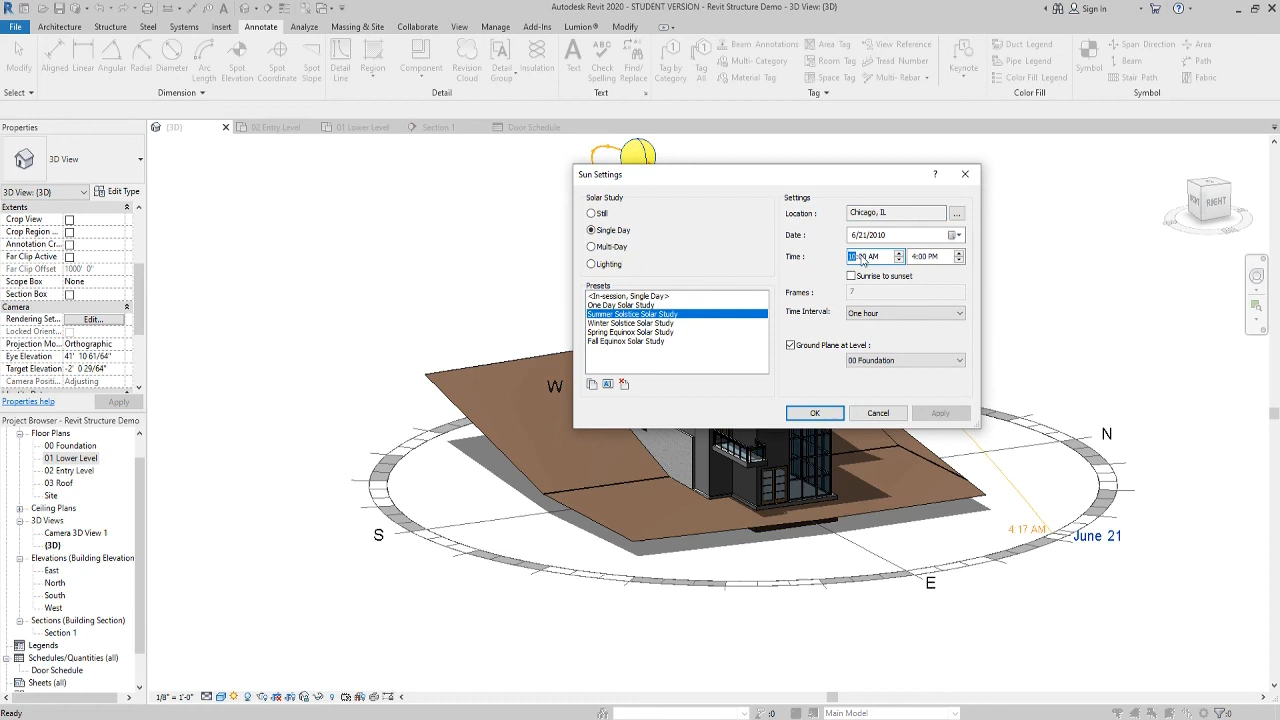 Autodesk Revit 2020 - STUDENT VERSION - Revit Structure Demo - 3D View: {3D}
Sign In
File Architecture Structure Steel Systems Insert Annotate Analyze Massing & Site Collaborate View Manage Add-Ins Lumion® Modify
Modify Aligned Linear Angular Radial Diameter Arc Length Spot Elevation Spot Coordinate Spot Slope Detail Line Region Component Revision Cloud Detail Group Insulation Text Check Spelling Find/ Replace Tag by Category Tag All Keynote Symbol
Beam Annotations Area Tag View Reference Duct Legend Span Direction Area
Multi- Category Room Tag Tread Number Pipe Legend Beam Path
Material Tag Space Tag Multi- Rebar Color Fill Legend Stair Path Fabric
Select Dimension Detail Text Tag Color Fill Symbol
Properties
{3D} 02 Entry Level 01 Lower Level Section 1 Door Schedule
3D View
3D View: {3D} Edit Type
Extents
Crop View
Crop Region ...
Annotation Cr...
Far Clip Active
Far Clip Offset 1000' 0"
Scope Box None
Section Box
Camera
Rendering Set... Edit...
Locked Orient...
Projection Mo... Orthographic
Eye Elevation 41' 10 61/64"
Target Elevat... -2' 0 29/64"
Camera Positi... Adjusting
Properties help Apply
Project Browser - Revit Structure Demo
Floor Plans
00 Foundation
01 Lower Level
02 Entry Level
03 Roof
Site
Ceiling Plans
3D Views
Camera 3D View 1
{3D}
Elevations (Building Elevation
East
North
South
West
Sections (Building Section)
Section 1
Legends
Schedules/Quantities (all)
Door Schedule
Sheets (all)
Sun Settings
? 
Solar Study
Still
Single Day
Multi-Day
Lighting
Presets
<In-session, Single Day>
One Day Solar Study
Summer Solstice Solar Study
Winter Solstice Solar Study
Spring Equinox Solar Study
Fall Equinox Solar Study
Settings
Location : Chicago, IL ...
Date : 6/21/2010
Time : 10:00 AM 4:00 PM
Sunrise to sunset
Frames : 7
Time Interval: One hour
Ground Plane at Level :
00 Foundation
OK Cancel Apply
RIGHT
W
N
S
E
4:17 AM
June 21
1/8" = 1'-0"
Ready
:0 Main Model :0